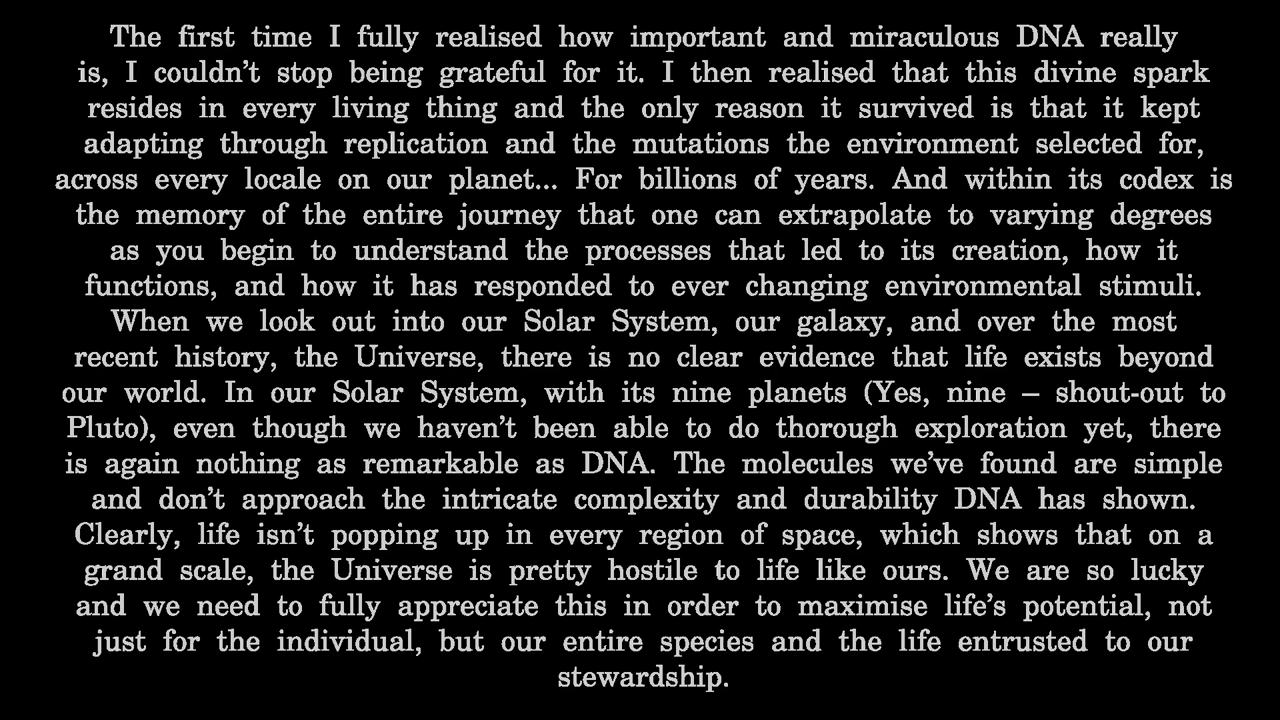 The first time I fully realised how important and miraculous DNA really
is, I couldn't stop being grateful for it. I then realised that this divine spark
resides in every living thing and the only reason it survived is that it kept
adapting through replication and the mutations the environment selected for,
across every locale on our planet... For billions of years. And within its codex is
the memory of the entire journey that one can extrapolate to varying degrees
as you begin to understand the processes that led to its creation, how it
functions, and how it has responded to ever changing environmental stimuli.
When we look out into our Solar System, our galaxy, and over the most
recent history, the Universe, there is no clear evidence that life exists beyond
our world. In our Solar System, with its nine planets (Yes, nine – shout-out to
Pluto), even though we haven't been able to do thorough exploration yet, there
is again nothing as remarkable as DNA. The molecules we've found are simple
and don't approach the intricate complexity and durability DNA has shown.
Clearly, life isn't popping up in every region of space, which shows that on a
grand scale, the Universe is pretty hostile to life like ours. We are so lucky
and we need to fully appreciate this in order to maximise life's potential, not
just for the individual, but our entire species and the life entrusted to our
stewardship.